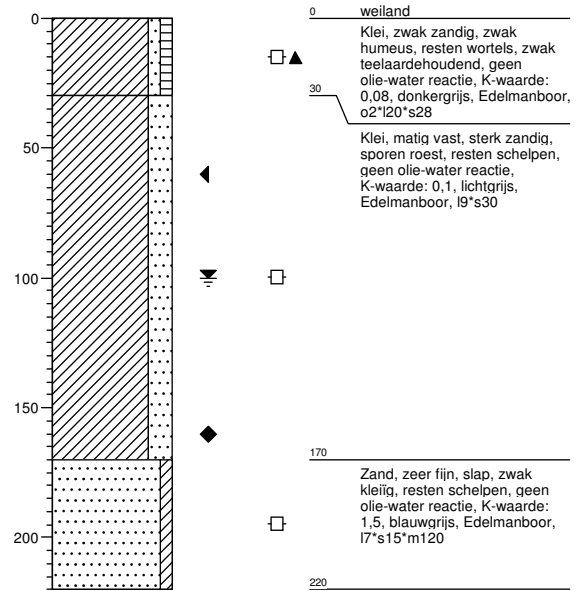 0
50
100
150
200
0 weiland
Klei, zwak zandig, zwak
humeus, resten wortels, zwak
teelaardehoudend, geen
olie-water reactie, K-waarde:
0,08, donkergrijs, Edelmanboor,
o2*l20*s28
30
Klei, matig vast, sterk zandig,
sporen roest, resten schelpen,
geen olie-water reactie,
K-waarde: 0,1, lichtgrijs,
Edelmanboor, l9*s30
170
Zand, zeer fijn, slap, zwak
kleiïg, resten schelpen, geen
olie-water reactie, K-waarde:
1,5, blauwgrijs, Edelmanboor,
l7*s15*m120
220